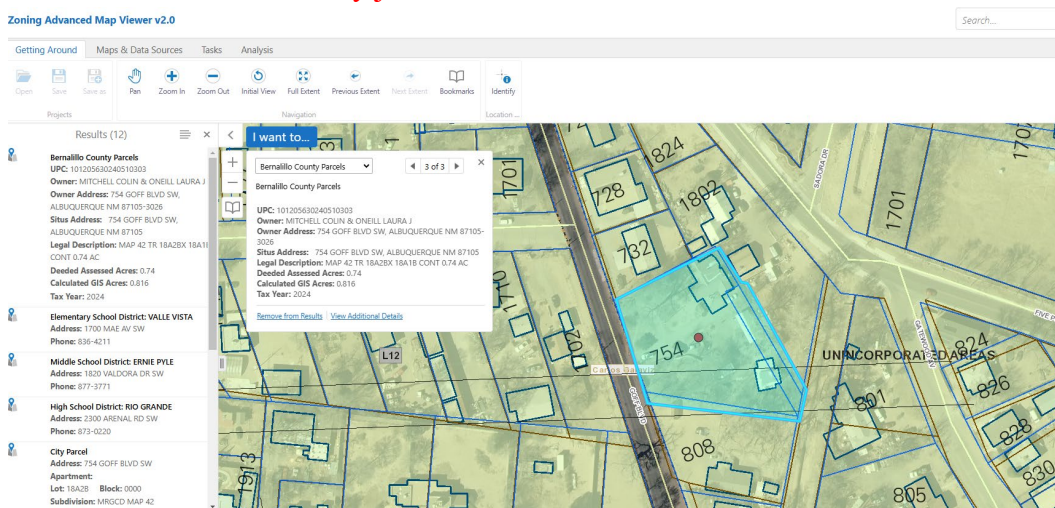 Zoning Advanced Map Viewer v2.0
Search...
Getting Around Maps & Data Sources Tasks Analysis
Open Save Save as Pan Zoom In Zoom Out Initial View Full Extent Previous Extent Next Extent Bookmarks Identify
Projects Navigation Location ...
Results (12)
Bernalillo County Parcels
UPC: 101205630240510303
Owner: MITCHELL COLIN & ONEILL LAURA J
Owner Address: 754 GOFF BLVD SW,
ALBUQUERQUE NM 87105-3026
Situs Address: 754 GOFF BLVD SW,
ALBUQUERQUE NM 87105
Legal Description: MAP 42 TR 18A2BX 18A1B
CONT 0.74 AC
Deeded Assessed Acres: 0.74
Calculated GIS Acres: 0.816
Tax Year: 2024
Elementary School District: VALLE VISTA
Address: 1700 MAE AV SW
Phone: 836-4211
Middle School District: ERNIE PYLE
Address: 1820 VALDORA DR SW
Phone: 877-3771
High School District: RIO GRANDE
Address: 2300 ARENAL RD SW
Phone: 873-0220
City Parcel
Address: 754 GOFF BLVD SW
Apartment:
Lot: 18A2B Block: 0000
Subdivision: MRGCD MAP 42
I want to...
Bernalillo County Parcels
3 of 3
Bernalillo County Parcels
UPC: 101205630240510303
Owner: MITCHELL COLIN & ONEILL LAURA J
Owner Address: 754 GOFF BLVD SW, ALBUQUERQUE NM 87105-
3026
Situs Address: 754 GOFF BLVD SW, ALBUQUERQUE NM 87105
Legal Description: MAP 42 TR 18A2BX 18A1B CONT 0.74 AC
Deeded Assessed Acres: 0.74
Calculated GIS Acres: 0.816
Tax Year: 2024
Remove from Results View Additional Details
824
1701
728
1802
SADORA DR
1701
732
1710
1702
754
L12
GOFF BLVD
GATEWOOD AV
FIVE P
UNINCORPORATED AREAS
824
826
801
828
808
830
1913
805